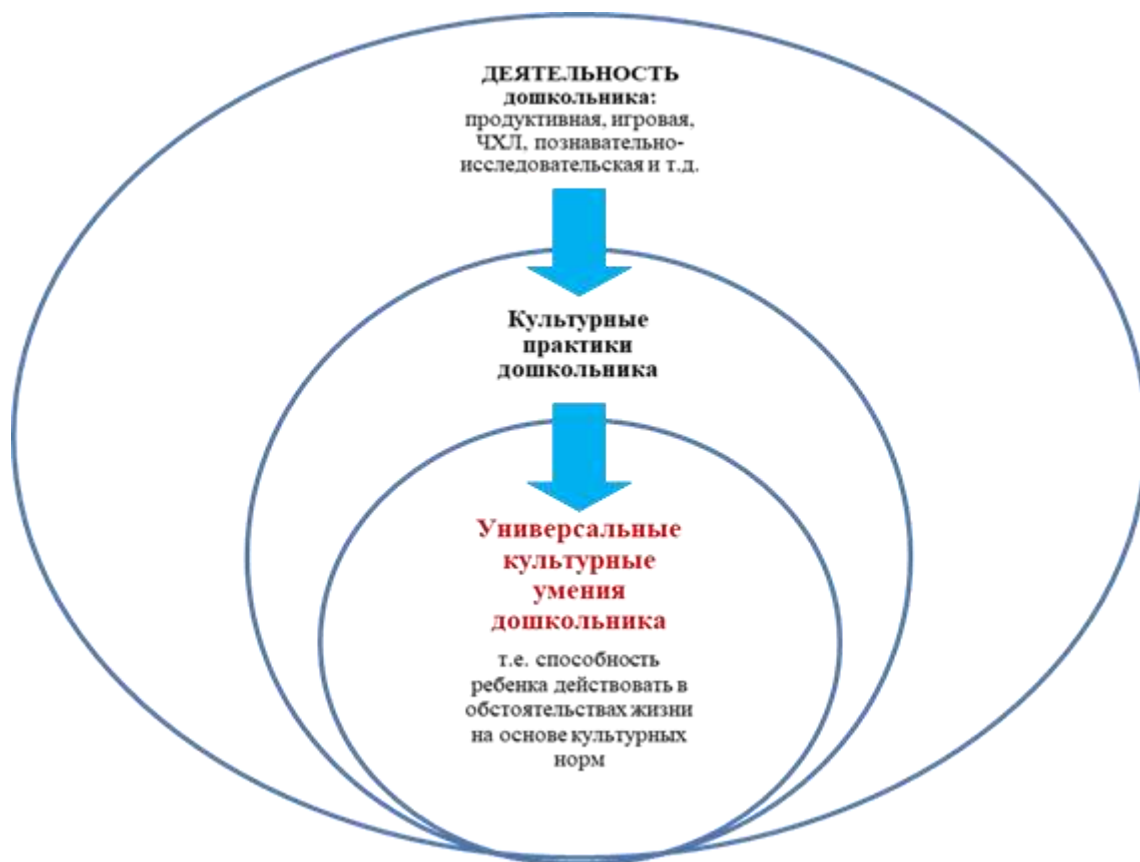 ДЕЯТЕЛЬНОСТЬ
дошкольника:
продуктивная, игровая,
ЧХЛ, познавательно-
исследовательская и т.д.
Культурные
практики
дошкольника
Универсальные
культурные
умения
дошкольника
т.е. способность
ребенка действовать в
обстоятельствах жизни
на основе культурных
норм